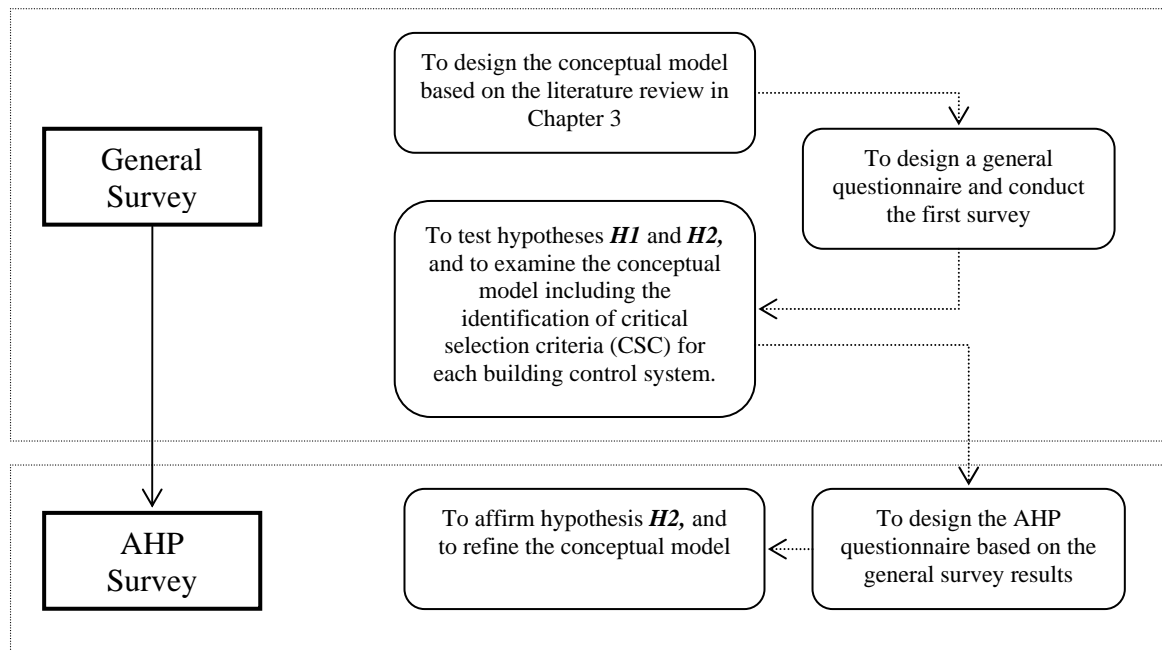 To design the conceptual model
based on the literature review in
Chapter 3
General
Survey
To design a general
questionnaire and conduct
the first survey
To test hypotheses H1 and H2,
and to examine the conceptual
model including the
identification of critical
selection criteria (CSC) for
each building control system.
AHP
Survey
To affirm hypothesis H2, and
to refine the conceptual model
To design the AHP
questionnaire based on the
general survey results